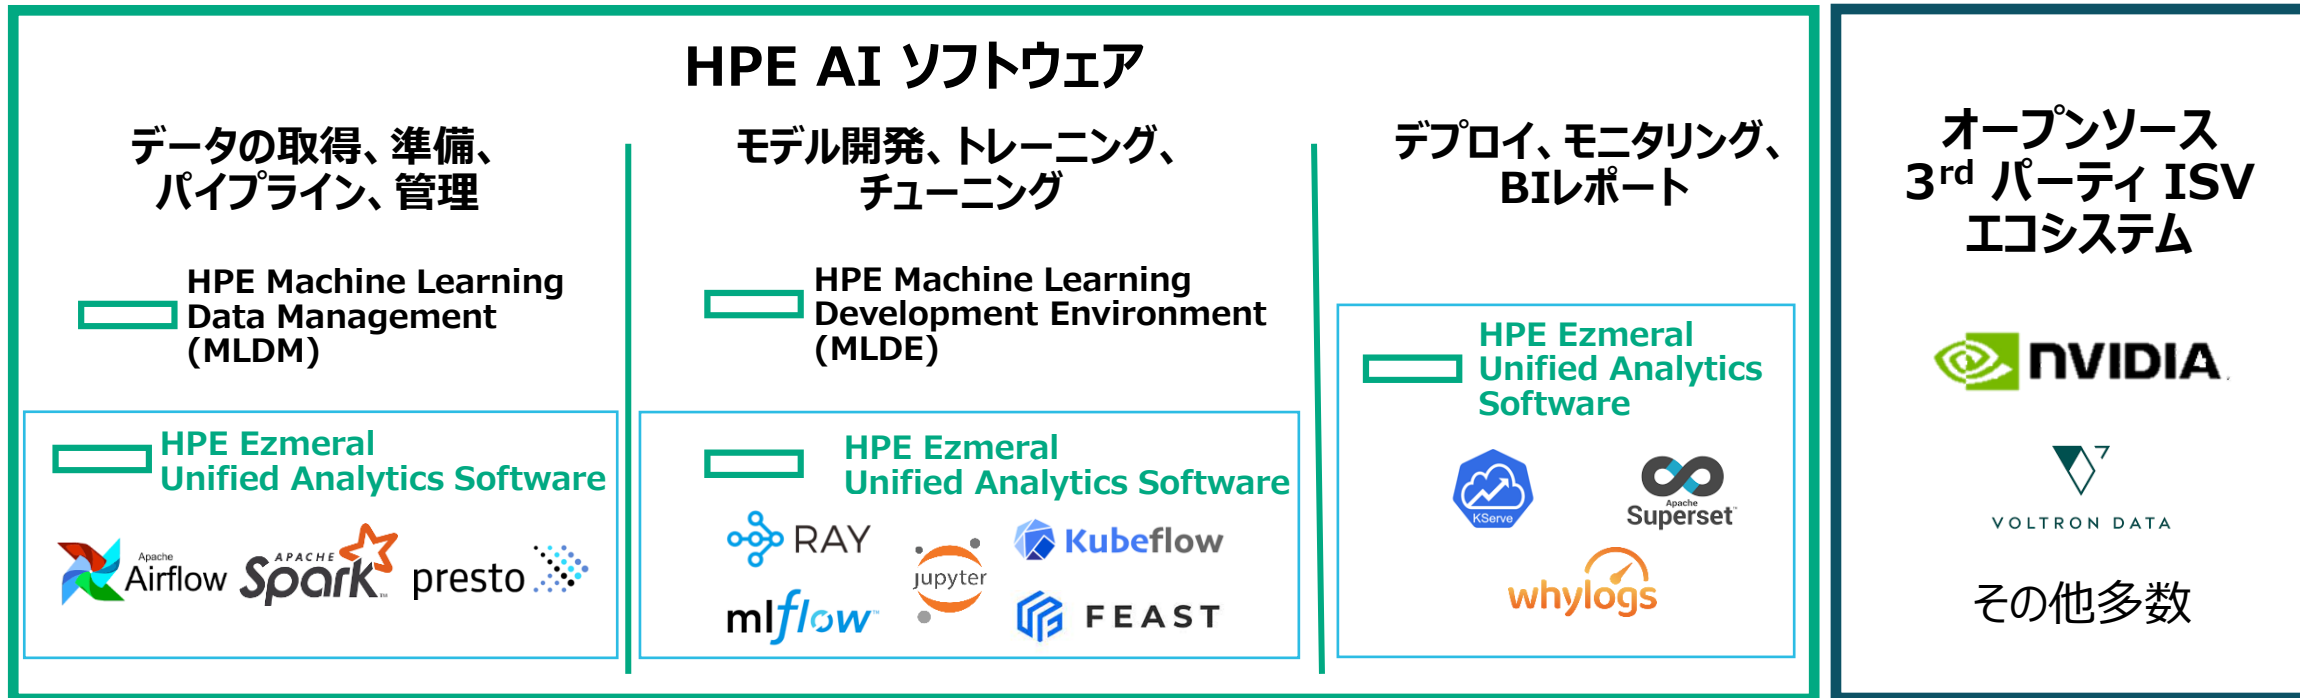 HPE AI ソフトウェア
データの取得、準備、
パイプライン、管理
HPE Machine Learning
Data Management
(MLDM)
HPE Ezmeral
Unified Analytics Software
Apache
Airflow
APACHE
Spark
presto
モデル開発、トレーニング、
チューニング
HPE Machine Learning
Development Environment
(MLDE)
HPE Ezmeral
Unified Analytics Software
RAY
jupyter
Kubeflow
mlflow
FEAST
デプロイ、モニタリング、
BIレポート
HPE Ezmeral
Unified Analytics
Software
KServe
Apache
Superset
whylogs
オープンソース
3rd パーティ ISV
エコシステム
NVIDIA
VOLTRON DATA
その他多数